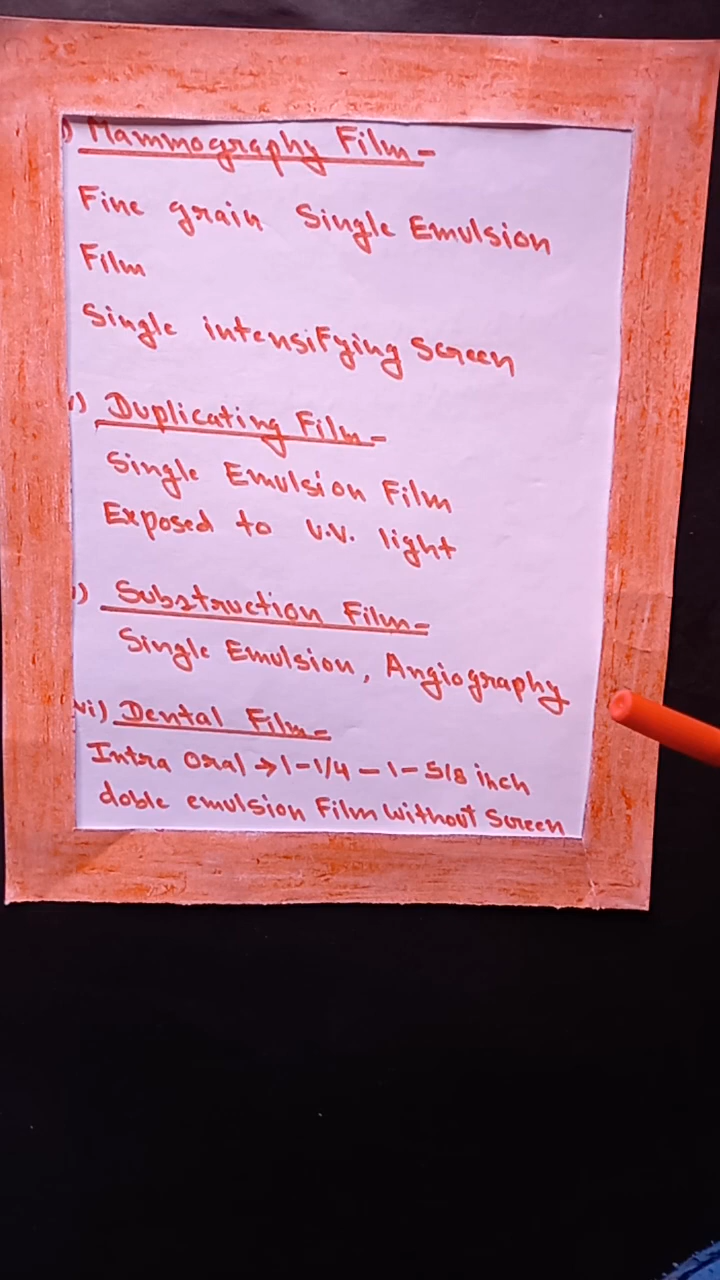 ) Mammography Film-
Fine grain Single Emulsion
Film
Single intensifying Screen
) Duplicating Film-
Single Emulsion Film
Exposed to U.V. light
) Substruction Film-
Single Emulsion, Angiography
vi) Dental Film-
Intra Oral → 1-1/4 - 1-5/8 inch
doble emulsion Film Without Screen